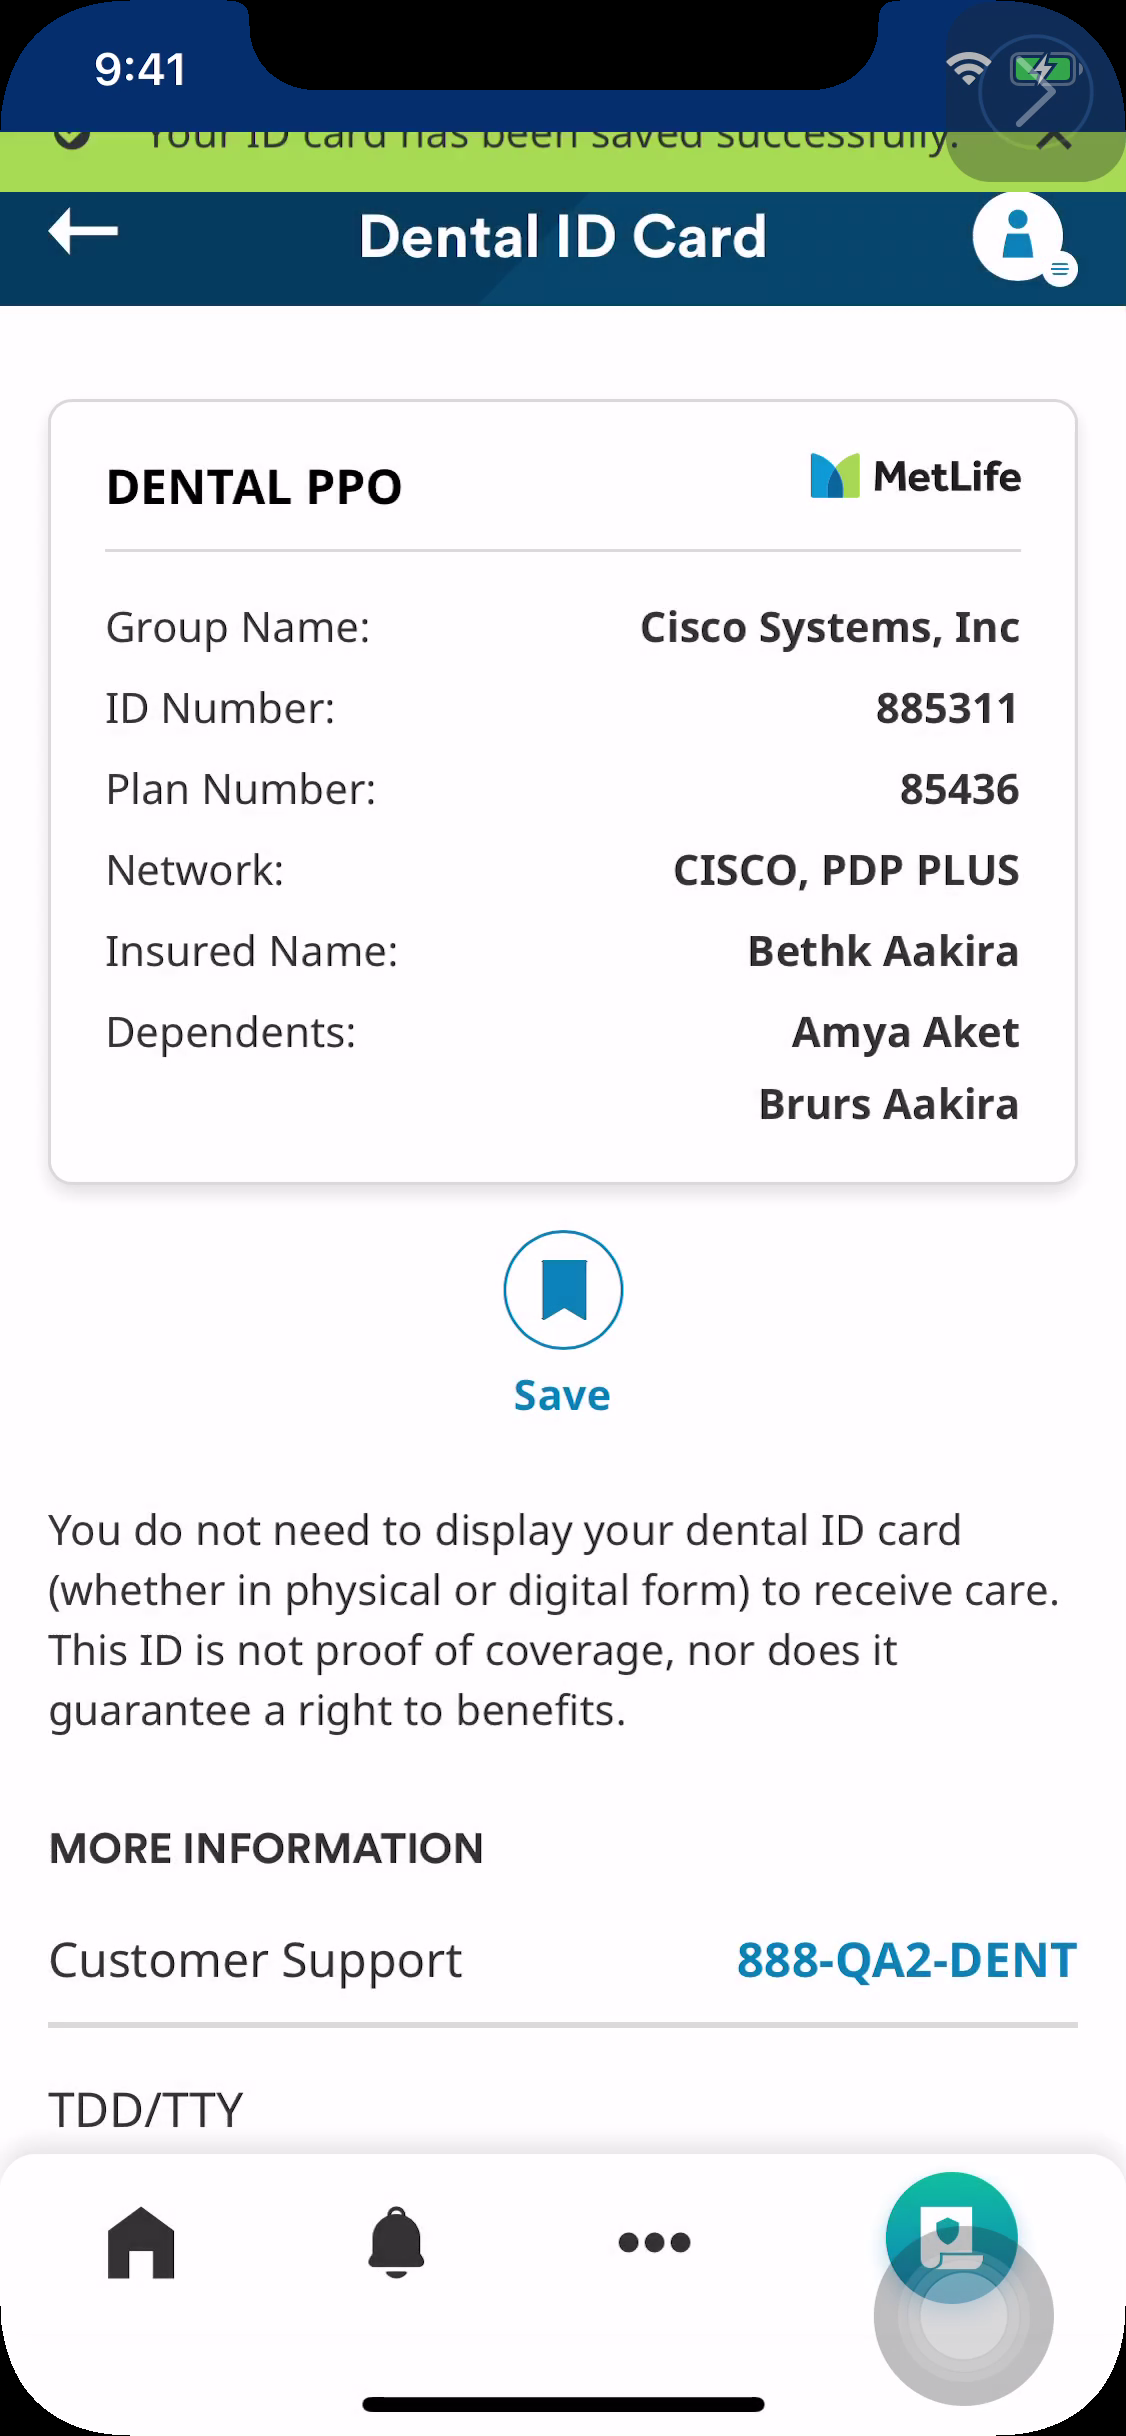 9:41
Your ID card has been saved successfully.
Dental ID Card
DENTAL PPO
MetLife
Group Name: Cisco Systems, Inc
ID Number: 885311
Plan Number: 85436
Network: CISCO, PDP PLUS
Insured Name: Bethk Aakira
Dependents: Amya Aket
Brurs Aakira
Save
You do not need to display your dental ID card
(whether in physical or digital form) to receive care.
This ID is not proof of coverage, nor does it
guarantee a right to benefits.
MORE INFORMATION
Customer Support 888-QA2-DENT
TDD/TTY